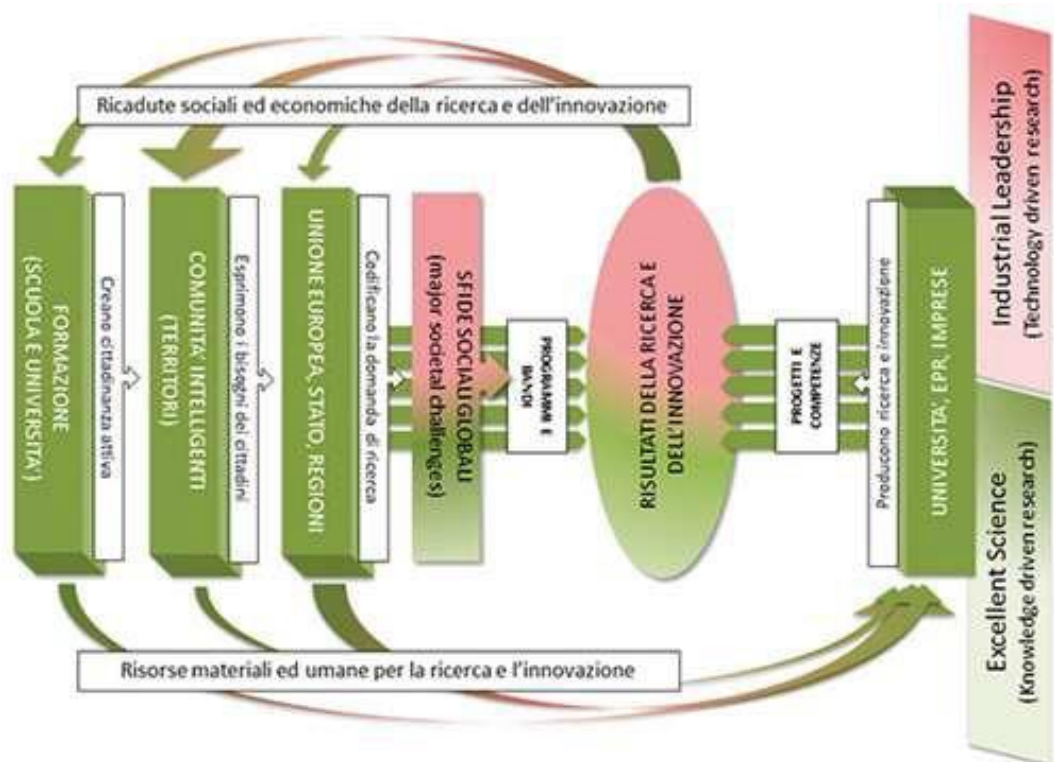 Ricadute sociali ed economiche della ricerca e dell'innovazione
FORMAZIONE
(SCUOLA E UNIVERSITA')
Creano cittadinanza attiva
COMUNITA' INTELLIGENTI
(TERRITORI)
Esprimono i bisogni dei cittadini
UNIONE EUROPEA, STATO, REGIONI
Codificano la domanda di ricerca
SFIDE SOCIALI GLOBALI
(major societal challenges)
PROGRAMMI E
BANDI
RISULTATI DELLA RICERCA E
DELL'INNOVAZIONE
PROGETTI E
COMPETENZE
Producono ricerca e innovazione
UNIVERSITA', EPR, IMPRESE
Industrial Leadership
(Technology driven research)
Excellent Science
(Knowledge driven research)
Risorse materiali ed umane per la ricerca e l'innovazione